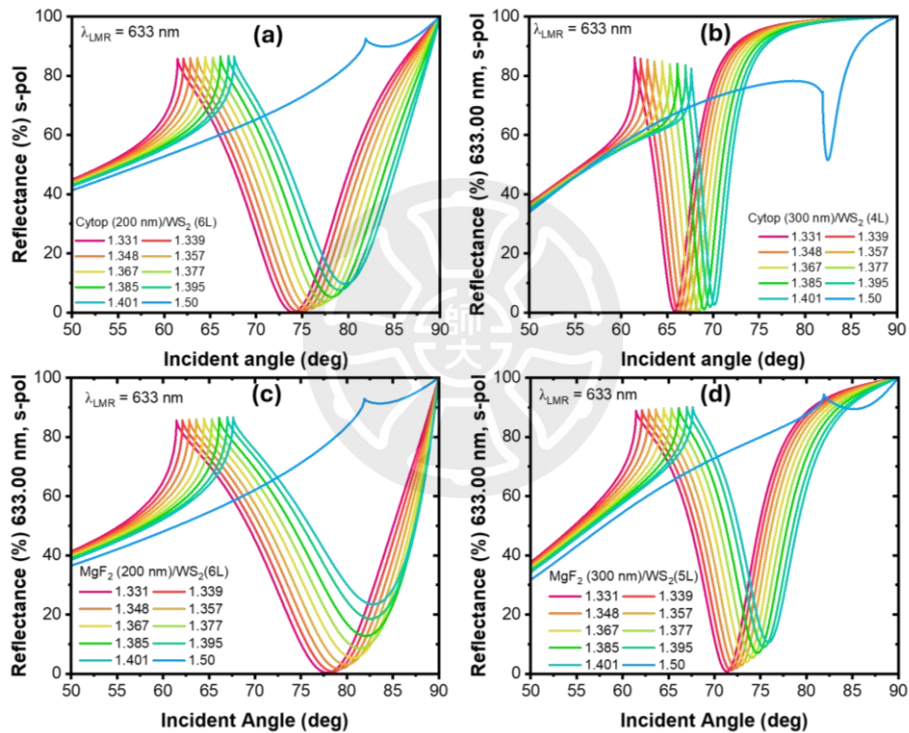 (a)
λLMR = 633 nm
Reflectance (%) s-pol
100
80
60
40
20
0
Cytop (200 nm)/WS2 (6L)
1.331 1.339
1.348 1.357
1.367 1.377
1.385 1.395
1.401 1.50
50 55 60 65 70 75 80 85 90
Incident angle (deg)
(b)
λLMR = 633 nm
Reflectance (%) 633.00 nm, s-pol
100
80
60
40
20
0
Cytop (300 nm)/WS2 (4L)
1.331 1.339
1.348 1.357
1.367 1.377
1.385 1.395
1.401 1.50
50 55 60 65 70 75 80 85 90
Incident angle (deg)
(c)
λLMR = 633 nm
Reflectance (%) 633.00 nm, s-pol
100
80
60
40
20
0
MgF2 (200 nm)/WS2(6L)
1.331 1.339
1.348 1.357
1.367 1.377
1.385 1.395
1.401 1.50
50 55 60 65 70 75 80 85 90
Incident Angle (deg)
(d)
λLMR = 633 nm
Reflectance (%) 633.00 nm, s-pol
100
80
60
40
20
0
MgF2 (300 nm)/WS2(5L)
1.331 1.339
1.348 1.357
1.367 1.377
1.385 1.395
1.401 1.50
50 55 60 65 70 75 80 85 90
Incident Angle (deg)
師大